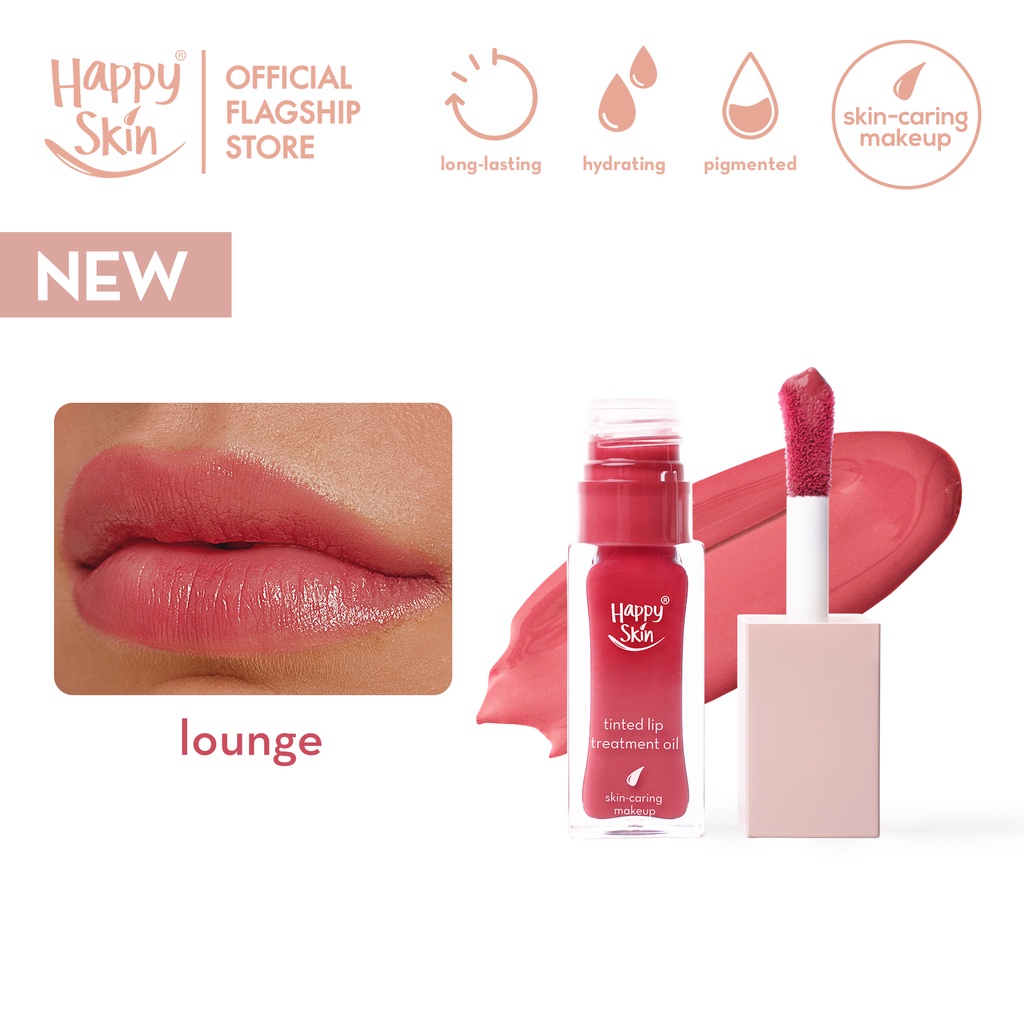 Happy®
Skin
OFFICIAL
FLAGSHIP
STORE
long-lasting
hydrating
pigmented
skin-caring
makeup
NEW
lounge
Happy®
Skin
tinted lip
treatment oil
skin-caring
makeup